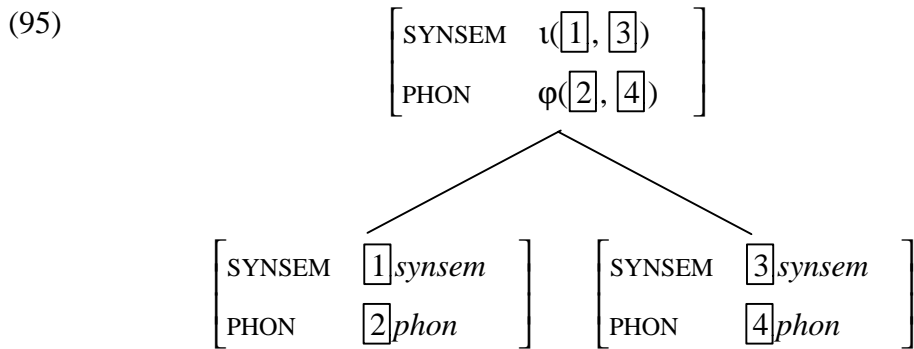 (95)
SYNSEM ι(1, 3)
PHON φ(2, 4)
SYNSEM 1 synsem SYNSEM 3 synsem
PHON 2 phon PHON 4 phon